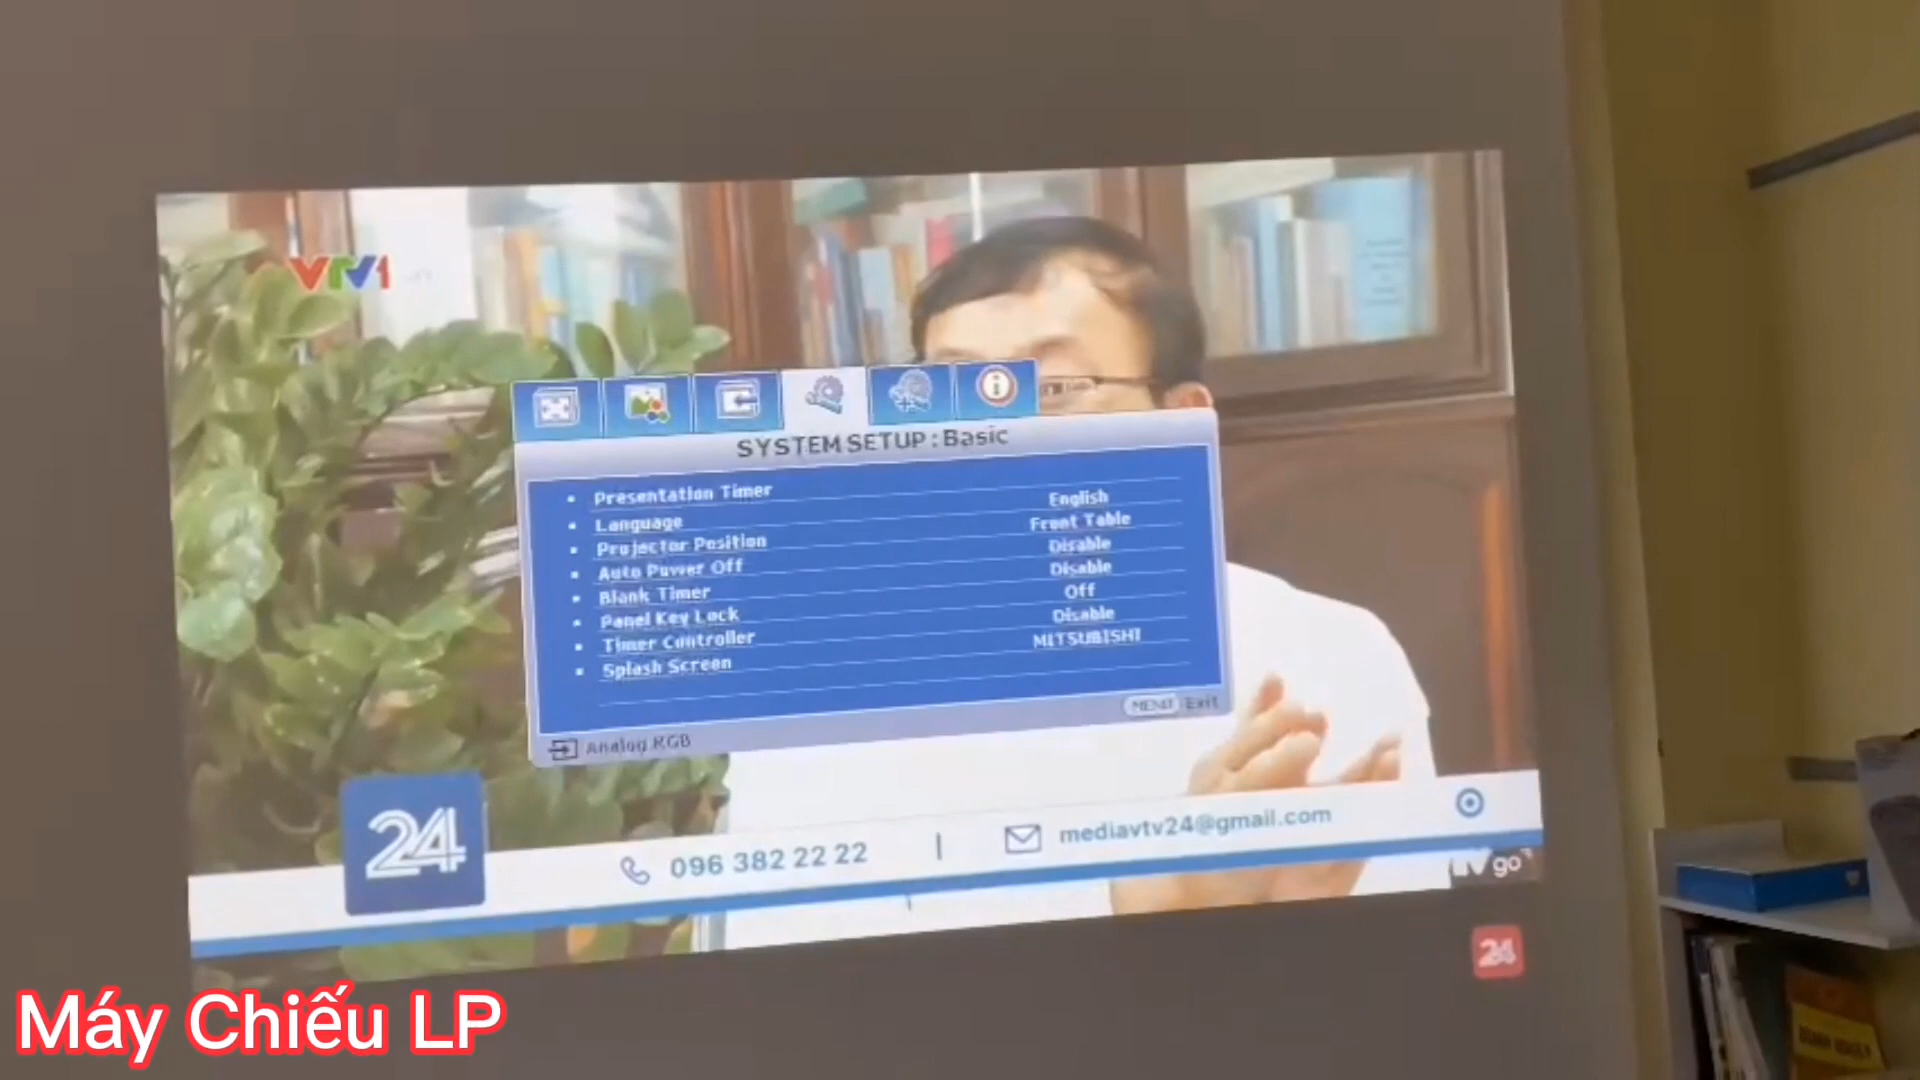 VTV1
SYSTEM SETUP : Basic
Presentation Timer
Language English
Projector Position Front Table
Auto Power Off Disable
Blank Timer Disable
Panel Key Lock Off
Timer Controller Disable
Splash Screen MITSUBISHI
MENU Exit
Analog RGB
24
096 382 22 22 | mediavtv24@gmail.com
go
24
Máy Chiếu LP